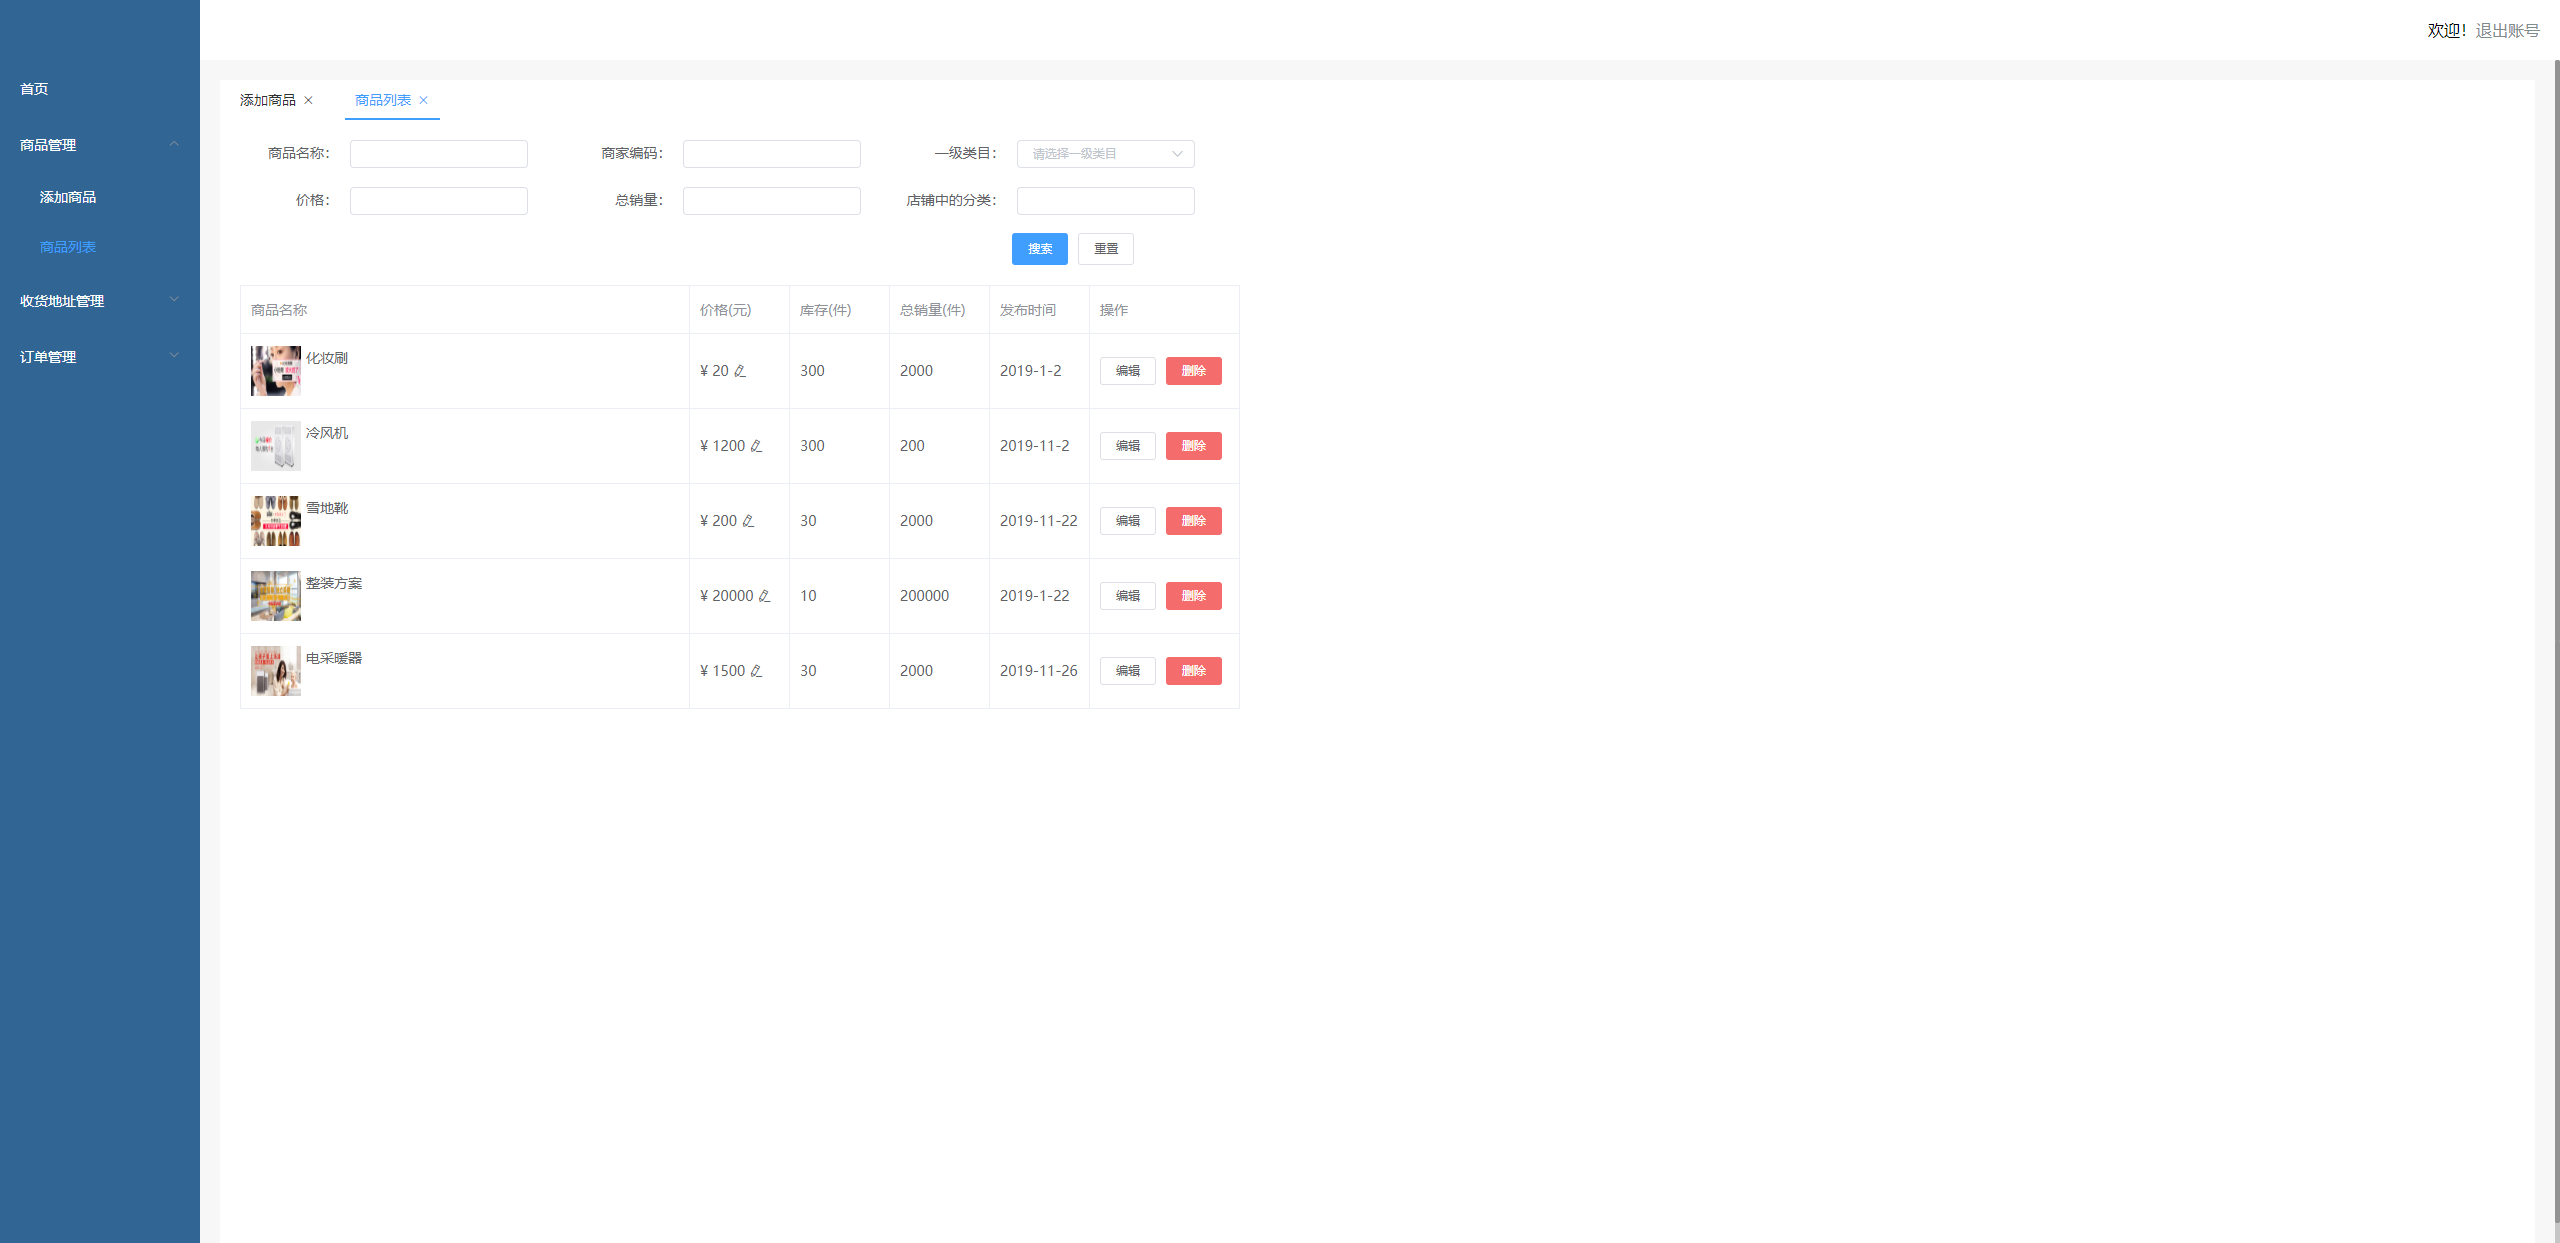 欢迎！退出账号
首页
商品管理
添加商品
商品列表
收货地址管理
订单管理
添加商品 商品列表
商品名称： 商家编码： 一级类目： 请选择一级类目
价格： 总销量： 店铺中的分类：
搜索 重置
商品名称 价格(元) 库存(件) 总销量(件) 发布时间 操作
化妆刷 ¥ 20 300 2000 2019-1-2 编辑 删除
冷风机 ¥ 1200 300 200 2019-11-2 编辑 删除
雪地靴 ¥ 200 30 2000 2019-11-22 编辑 删除
整装方案 ¥ 20000 10 200000 2019-1-22 编辑 删除
电采暖器 ¥ 1500 30 2000 2019-11-26 编辑 删除